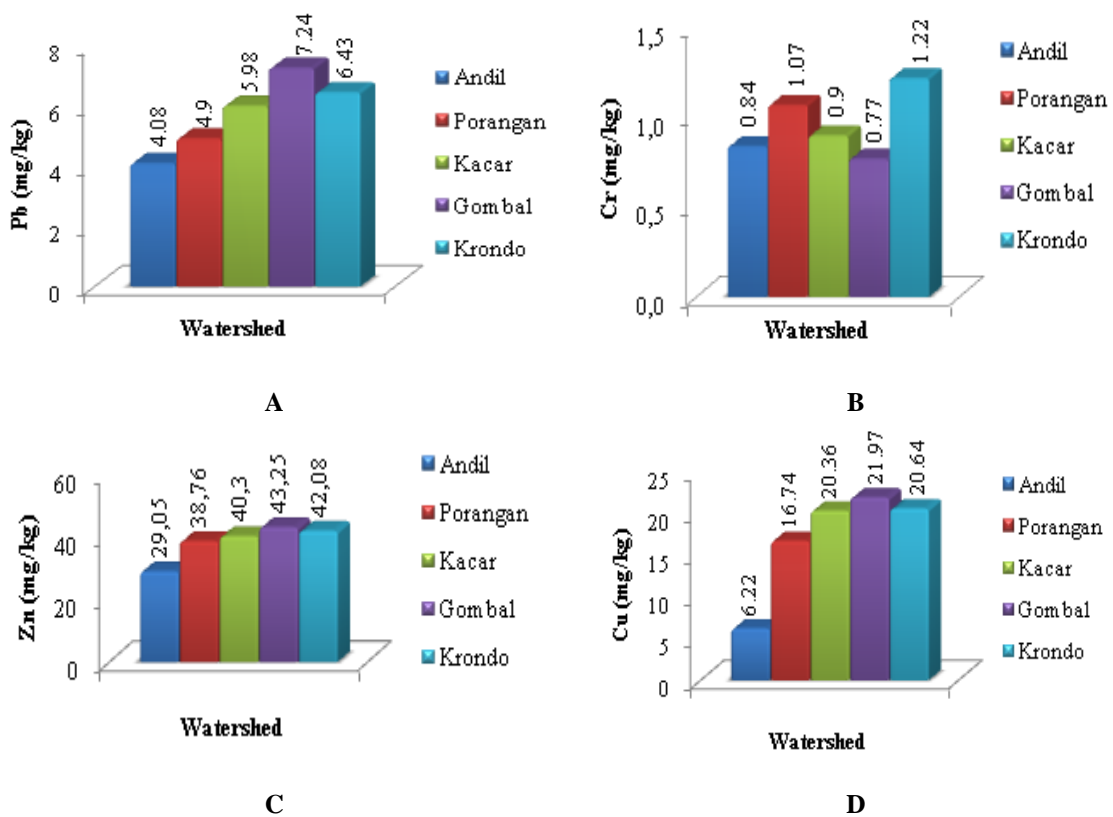 Pb (mg/kg)
8
6
4
2
0
4.08
4.9
5.98
7.24
6.43
Andil
Porangan
Kacar
Gombal
Krondo
Watershed
A
Cr (mg/kg)
1,5
1,0
0,5
0,0
0.84
1.07
0.9
0.77
1.22
Andil
Porangan
Kacar
Gombal
Krondo
Watershed
B
Zn (mg/kg)
60
40
20
0
29,05
38,76
40,3
43,25
42,08
Andil
Porangan
Kacar
Gombal
Krondo
Watershed
C
Cu (mg/kg)
25
20
15
10
5
0
6.22
16.74
20.36
21.97
20.64
Andil
Porangan
Kacar
Gombal
Krondo
Watershed
D